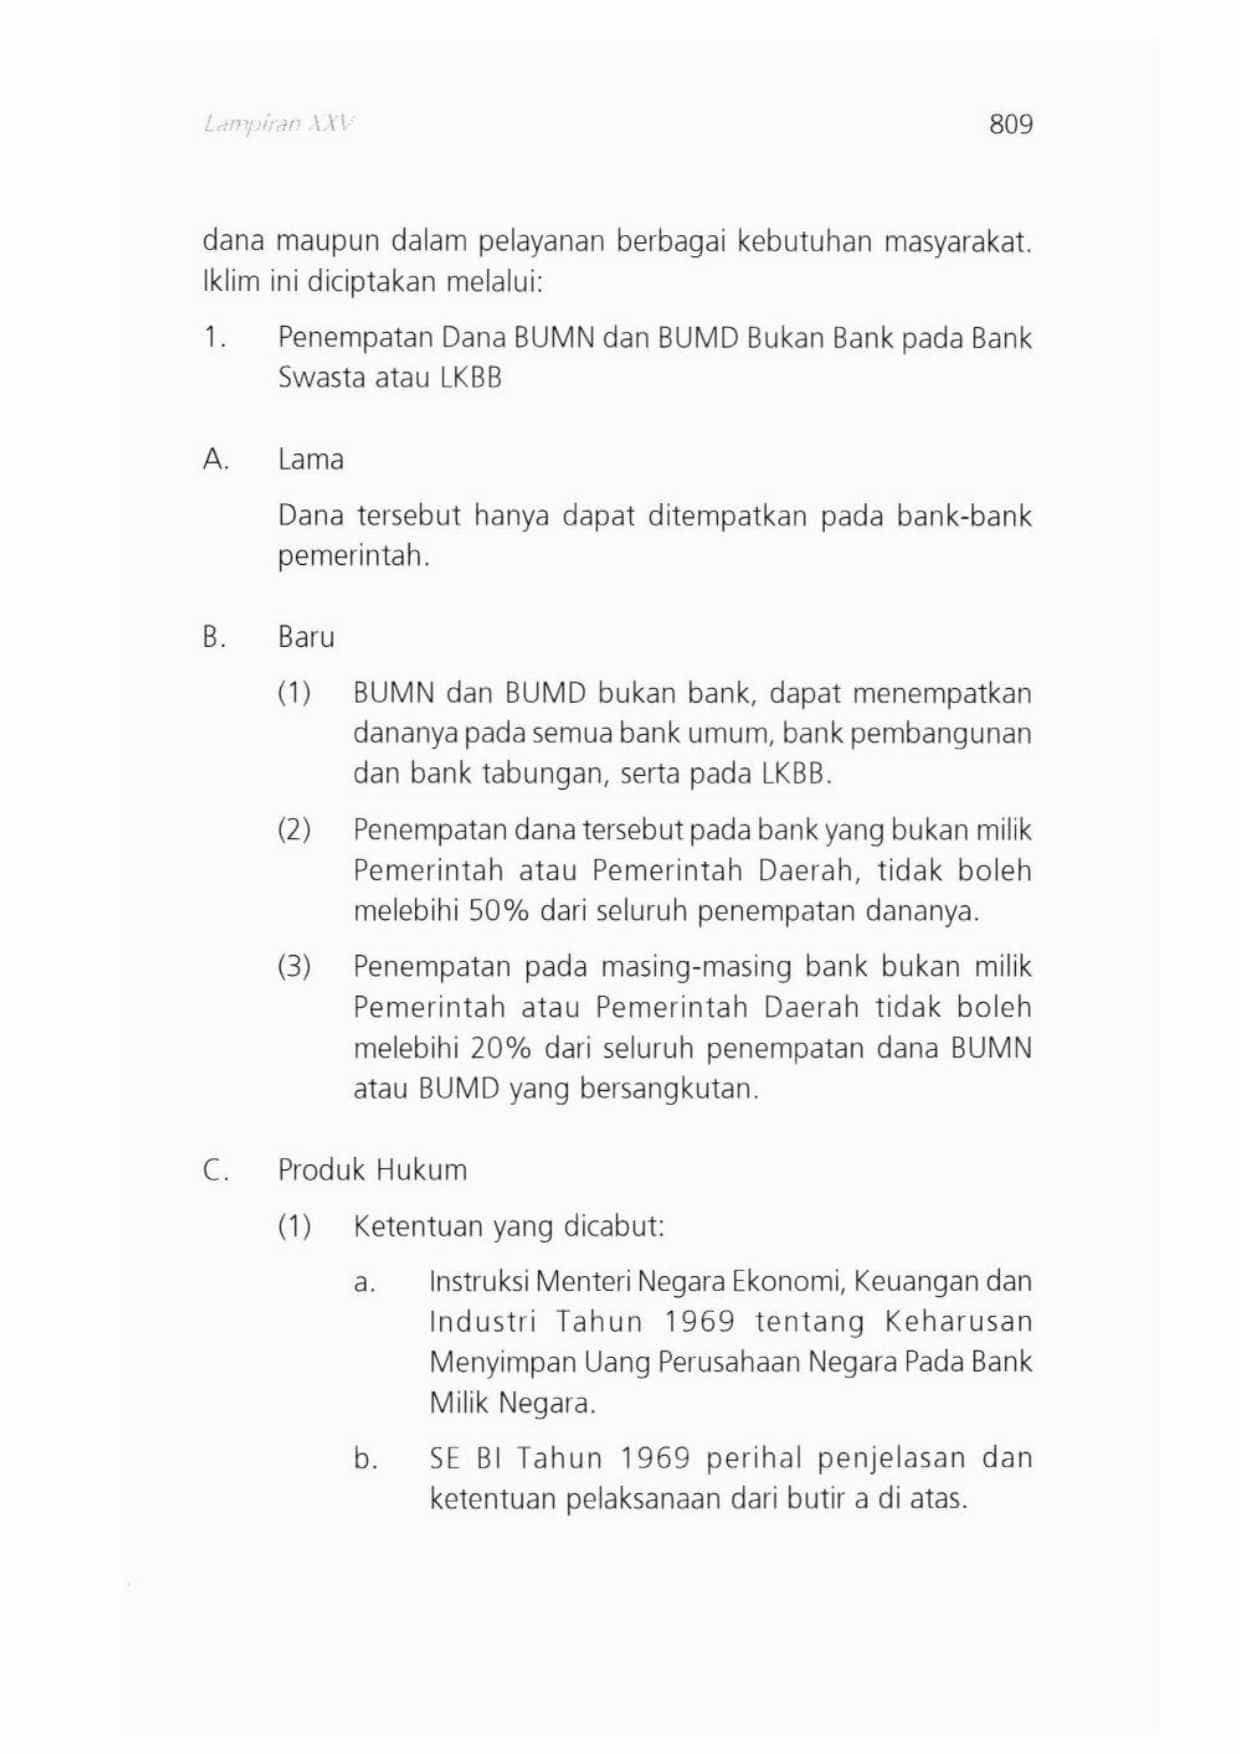 Lampiran XXV 809
dana maupun dalam pelayanan berbagai kebutuhan masyarakat.
Iklim ini diciptakan melalui:
1. Penempatan Dana BUMN dan BUMD Bukan Bank pada Bank
Swasta atau LKBB
A. Lama
Dana tersebut hanya dapat ditempatkan pada bank-bank
pemerintah.
B. Baru
(1) BUMN dan BUMD bukan bank, dapat menempatkan
dananya pada semua bank umum, bank pembangunan
dan bank tabungan, serta pada LKBB.
(2) Penempatan dana tersebut pada bank yang bukan milik
Pemerintah atau Pemerintah Daerah, tidak boleh
melebihi 50% dari seluruh penempatan dananya.
(3) Penempatan pada masing-masing bank bukan milik
Pemerintah atau Pemerintah Daerah tidak boleh
melebihi 20% dari seluruh penempatan dana BUMN
atau BUMD yang bersangkutan.
C. Produk Hukum
(1) Ketentuan yang dicabut:
a. Instruksi Menteri Negara Ekonomi, Keuangan dan
Industri Tahun 1969 tentang Keharusan
Menyimpan Uang Perusahaan Negara Pada Bank
Milik Negara.
b. SE BI Tahun 1969 perihal penjelasan dan
ketentuan pelaksanaan dari butir a di atas.